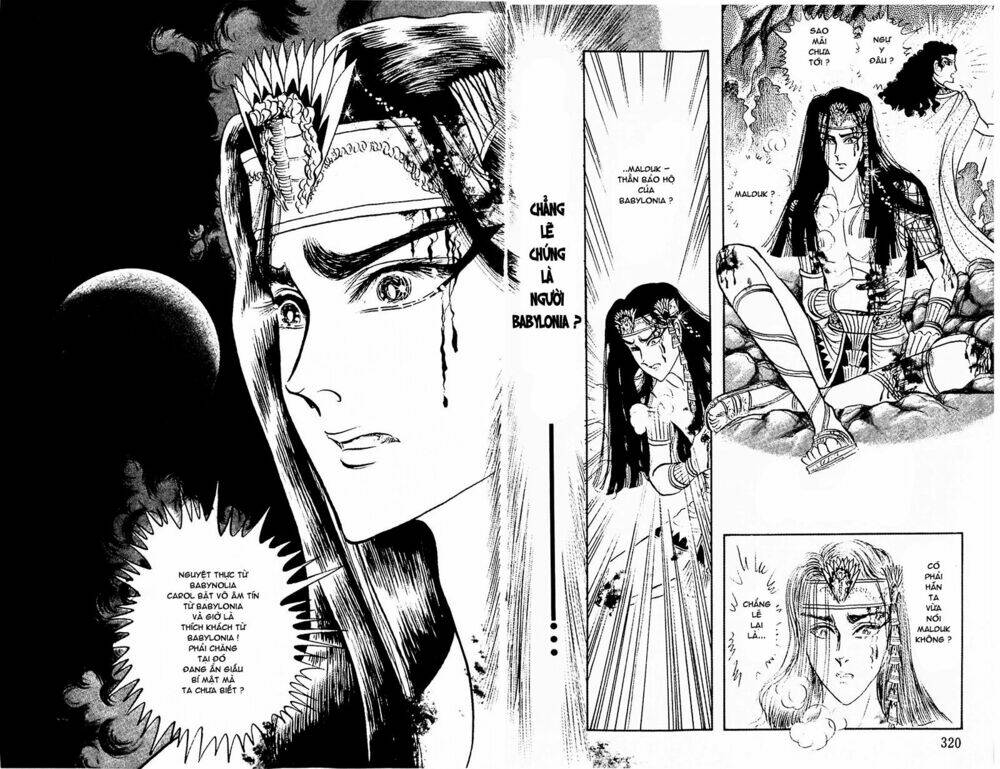 NGỰ
Y
ĐÂU ?
SAO
MÃI
CHƯA
TỚI ?
MALOUK ?
CÓ
PHẢI
HẮN
TA
VỪA
NÓI
MALOUK
KHÔNG ?
CHẲNG
LẼ
LẠI
LÀ...
..MALOUK –
THẦN BẢO HỘ
CỦA
BABYLONIA ?
CHẲNG
LẼ
CHÚNG
LÀ
NGƯỜI
BABYLONIA ?
NGUYỆT THỰC TỪ
BABYNOLIA
CAROL BẶT VÔ ÂM TÍN
TỪ BABYLONIA
VÀ GIỜ LÀ
THÍCH KHÁCH TỪ
BABYLONIA !
PHẢI CHĂNG
TẠI ĐÓ
ĐANG ẨN GIẤU
BÍ MẬT MÀ
TA CHƯA BIẾT ?
320